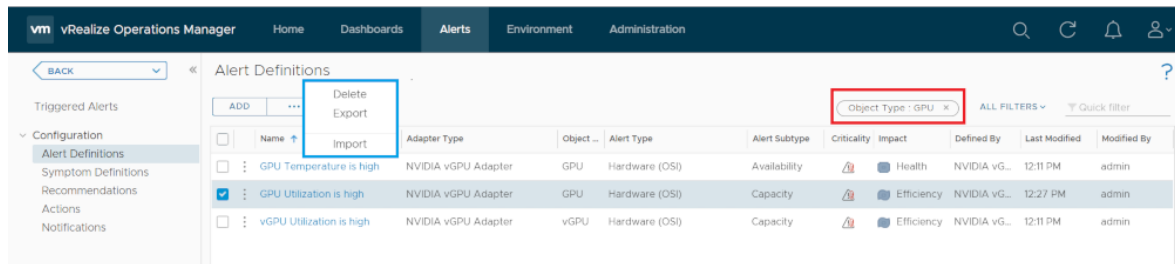 vm vRealize Operations Manager Home Dashboards Alerts Environment Administration
BACK
Alert Definitions
?
Triggered Alerts
Configuration
Alert Definitions
Symptom Definitions
Recommendations
Actions
Notifications
ADD ...
Delete
Export
Import
Object Type : GPU × ALL FILTERS Quick filter
Name ↑ Adapter Type Object ... Alert Type Alert Subtype Criticality Impact Defined By Last Modified Modified By
GPU Temperature is high NVIDIA vGPU Adapter GPU Hardware (OSI) Availability Health NVIDIA vG... 12:11 PM admin
GPU Utilization is high NVIDIA vGPU Adapter GPU Hardware (OSI) Capacity Efficiency NVIDIA vG... 12:27 PM admin
vGPU Utilization is high NVIDIA vGPU Adapter vGPU Hardware (OSI) Capacity Efficiency NVIDIA vG... 12:11 PM admin